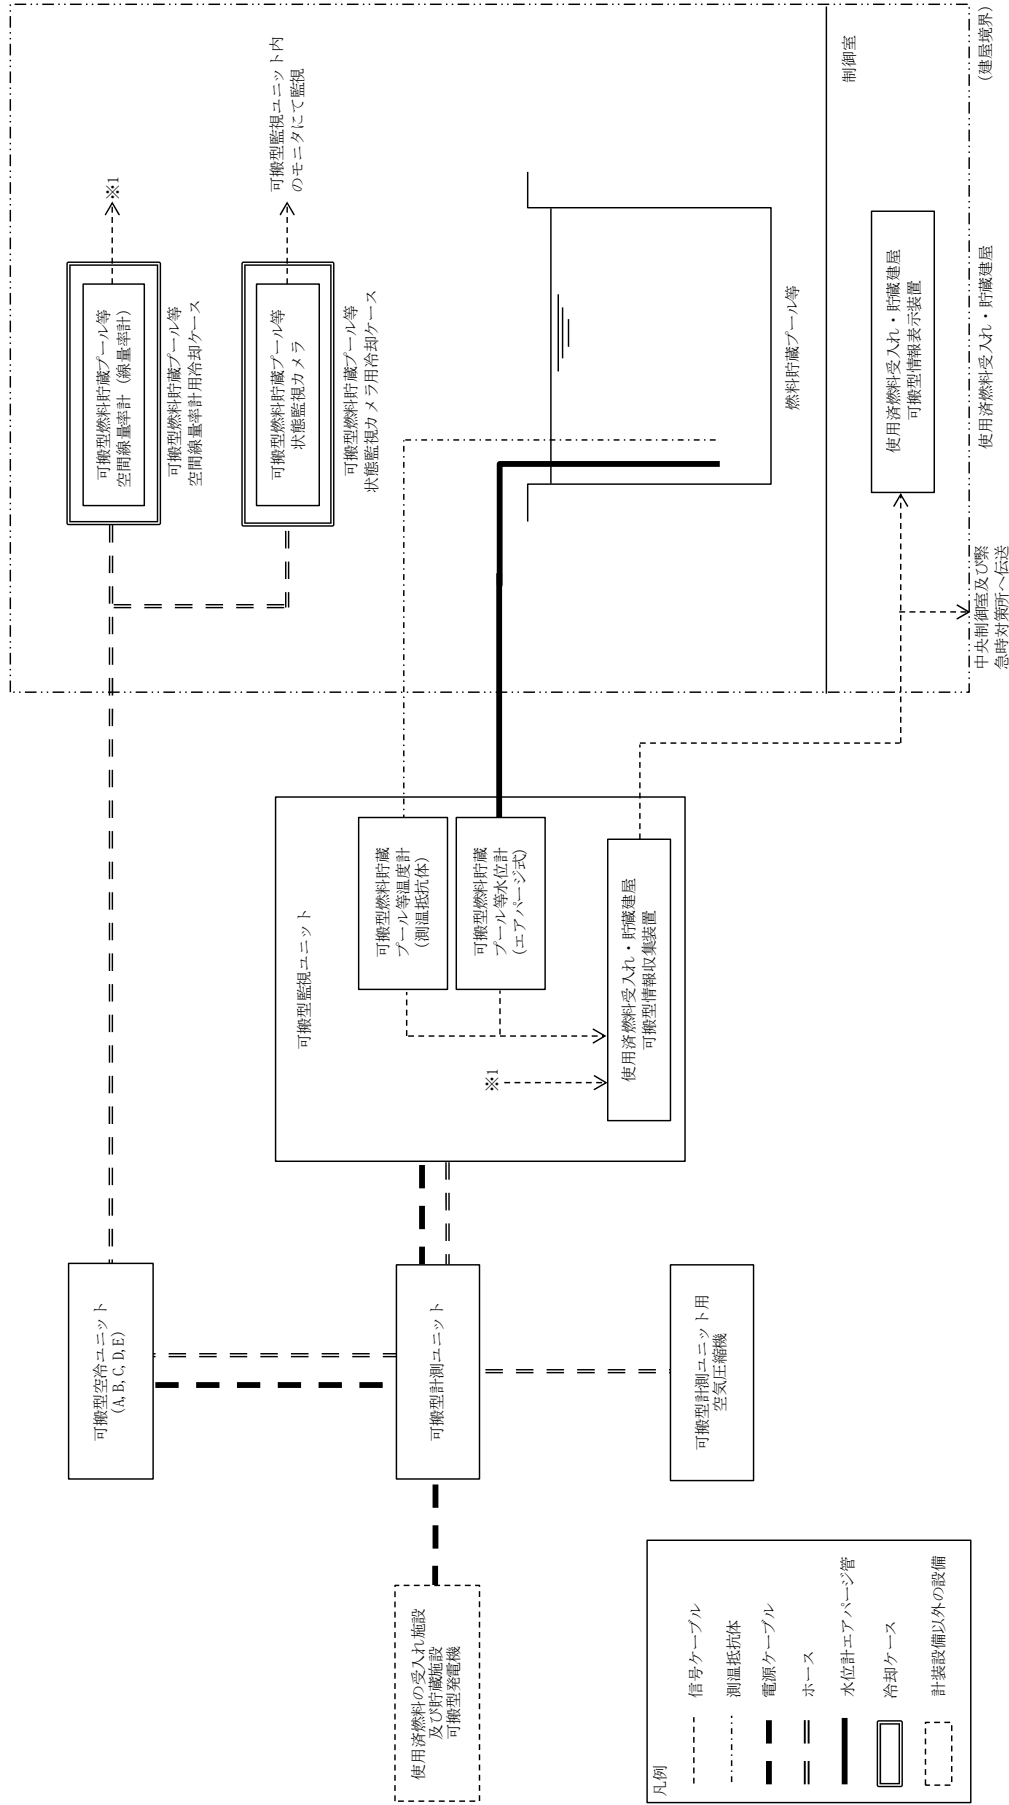 使用済燃料の受入れ施設
及び貯蔵施設
可搬型発電機
可搬型空冷ユニット
(A, B, C, D, E)
可搬型計測ユニット
可搬型計測ユニット用
空気圧縮機
可搬型監視ユニット
可搬型燃料貯蔵
プール等温度計
(測温抵抗体)
可搬型燃料貯蔵
プール等水位計
(エアパージ式)
※1
使用済燃料受入れ・貯蔵建屋
可搬型情報収集装置
可搬型燃料貯蔵プール等
空間線量率計(線量率計)
可搬型燃料貯蔵プール等
空間線量率計用冷却ケース
※1
可搬型燃料貯蔵プール等
状態監視カメラ
可搬型燃料貯蔵プール等
状態監視カメラ用冷却ケース
可搬型監視ユニット内
のモニタにて監視
燃料貯蔵プール等
制御室
使用済燃料受入れ・貯蔵建屋
可搬型情報表示装置
中央制御室及び緊
急時対策所へ伝送
使用済燃料受入れ・貯蔵建屋
(建屋境界)
凡例
信号ケーブル
測温抵抗体
電源ケーブル
ホース
水位計エアパージ管
冷却ケース
計装設備以外の設備